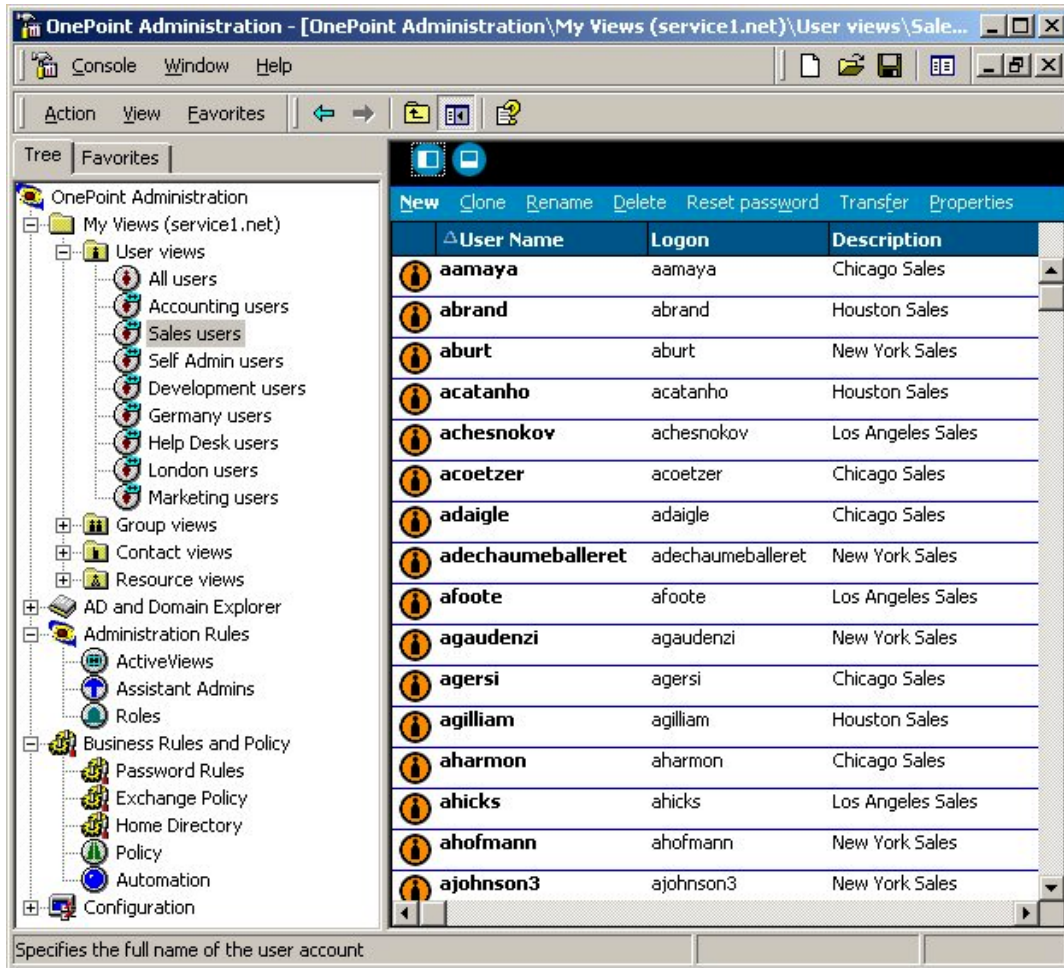 OnePoint Administration - [OnePoint Administration\My Views (service1.net)\User views\Sale...
Console Window Help
Action View Favorites
Tree Favorites
OnePoint Administration
My Views (service1.net)
User views
All users
Accounting users
Sales users
Self Admin users
Development users
Germany users
Help Desk users
London users
Marketing users
Group views
Contact views
Resource views
AD and Domain Explorer
Administration Rules
ActiveViews
Assistant Admins
Roles
Business Rules and Policy
Password Rules
Exchange Policy
Home Directory
Policy
Automation
Configuration
New Clone Rename Delete Reset password Transfer Properties
User Name Logon Description
aamaya aamaya Chicago Sales
abrand abrand Houston Sales
aburt aburt New York Sales
acatanho acatanho Houston Sales
achesnokov achesnokov Los Angeles Sales
acoetzer acoetzer Chicago Sales
adaigle adaigle Chicago Sales
adechaumeballeret adechaumeballeret New York Sales
afoote afoote Los Angeles Sales
agaudenzi agaudenzi New York Sales
agersi agersi Chicago Sales
agilliam agilliam Houston Sales
aharmon aharmon Chicago Sales
ahicks ahicks Los Angeles Sales
ahofmann ahofmann New York Sales
ajohnson3 ajohnson3 New York Sales
Specifies the full name of the user account